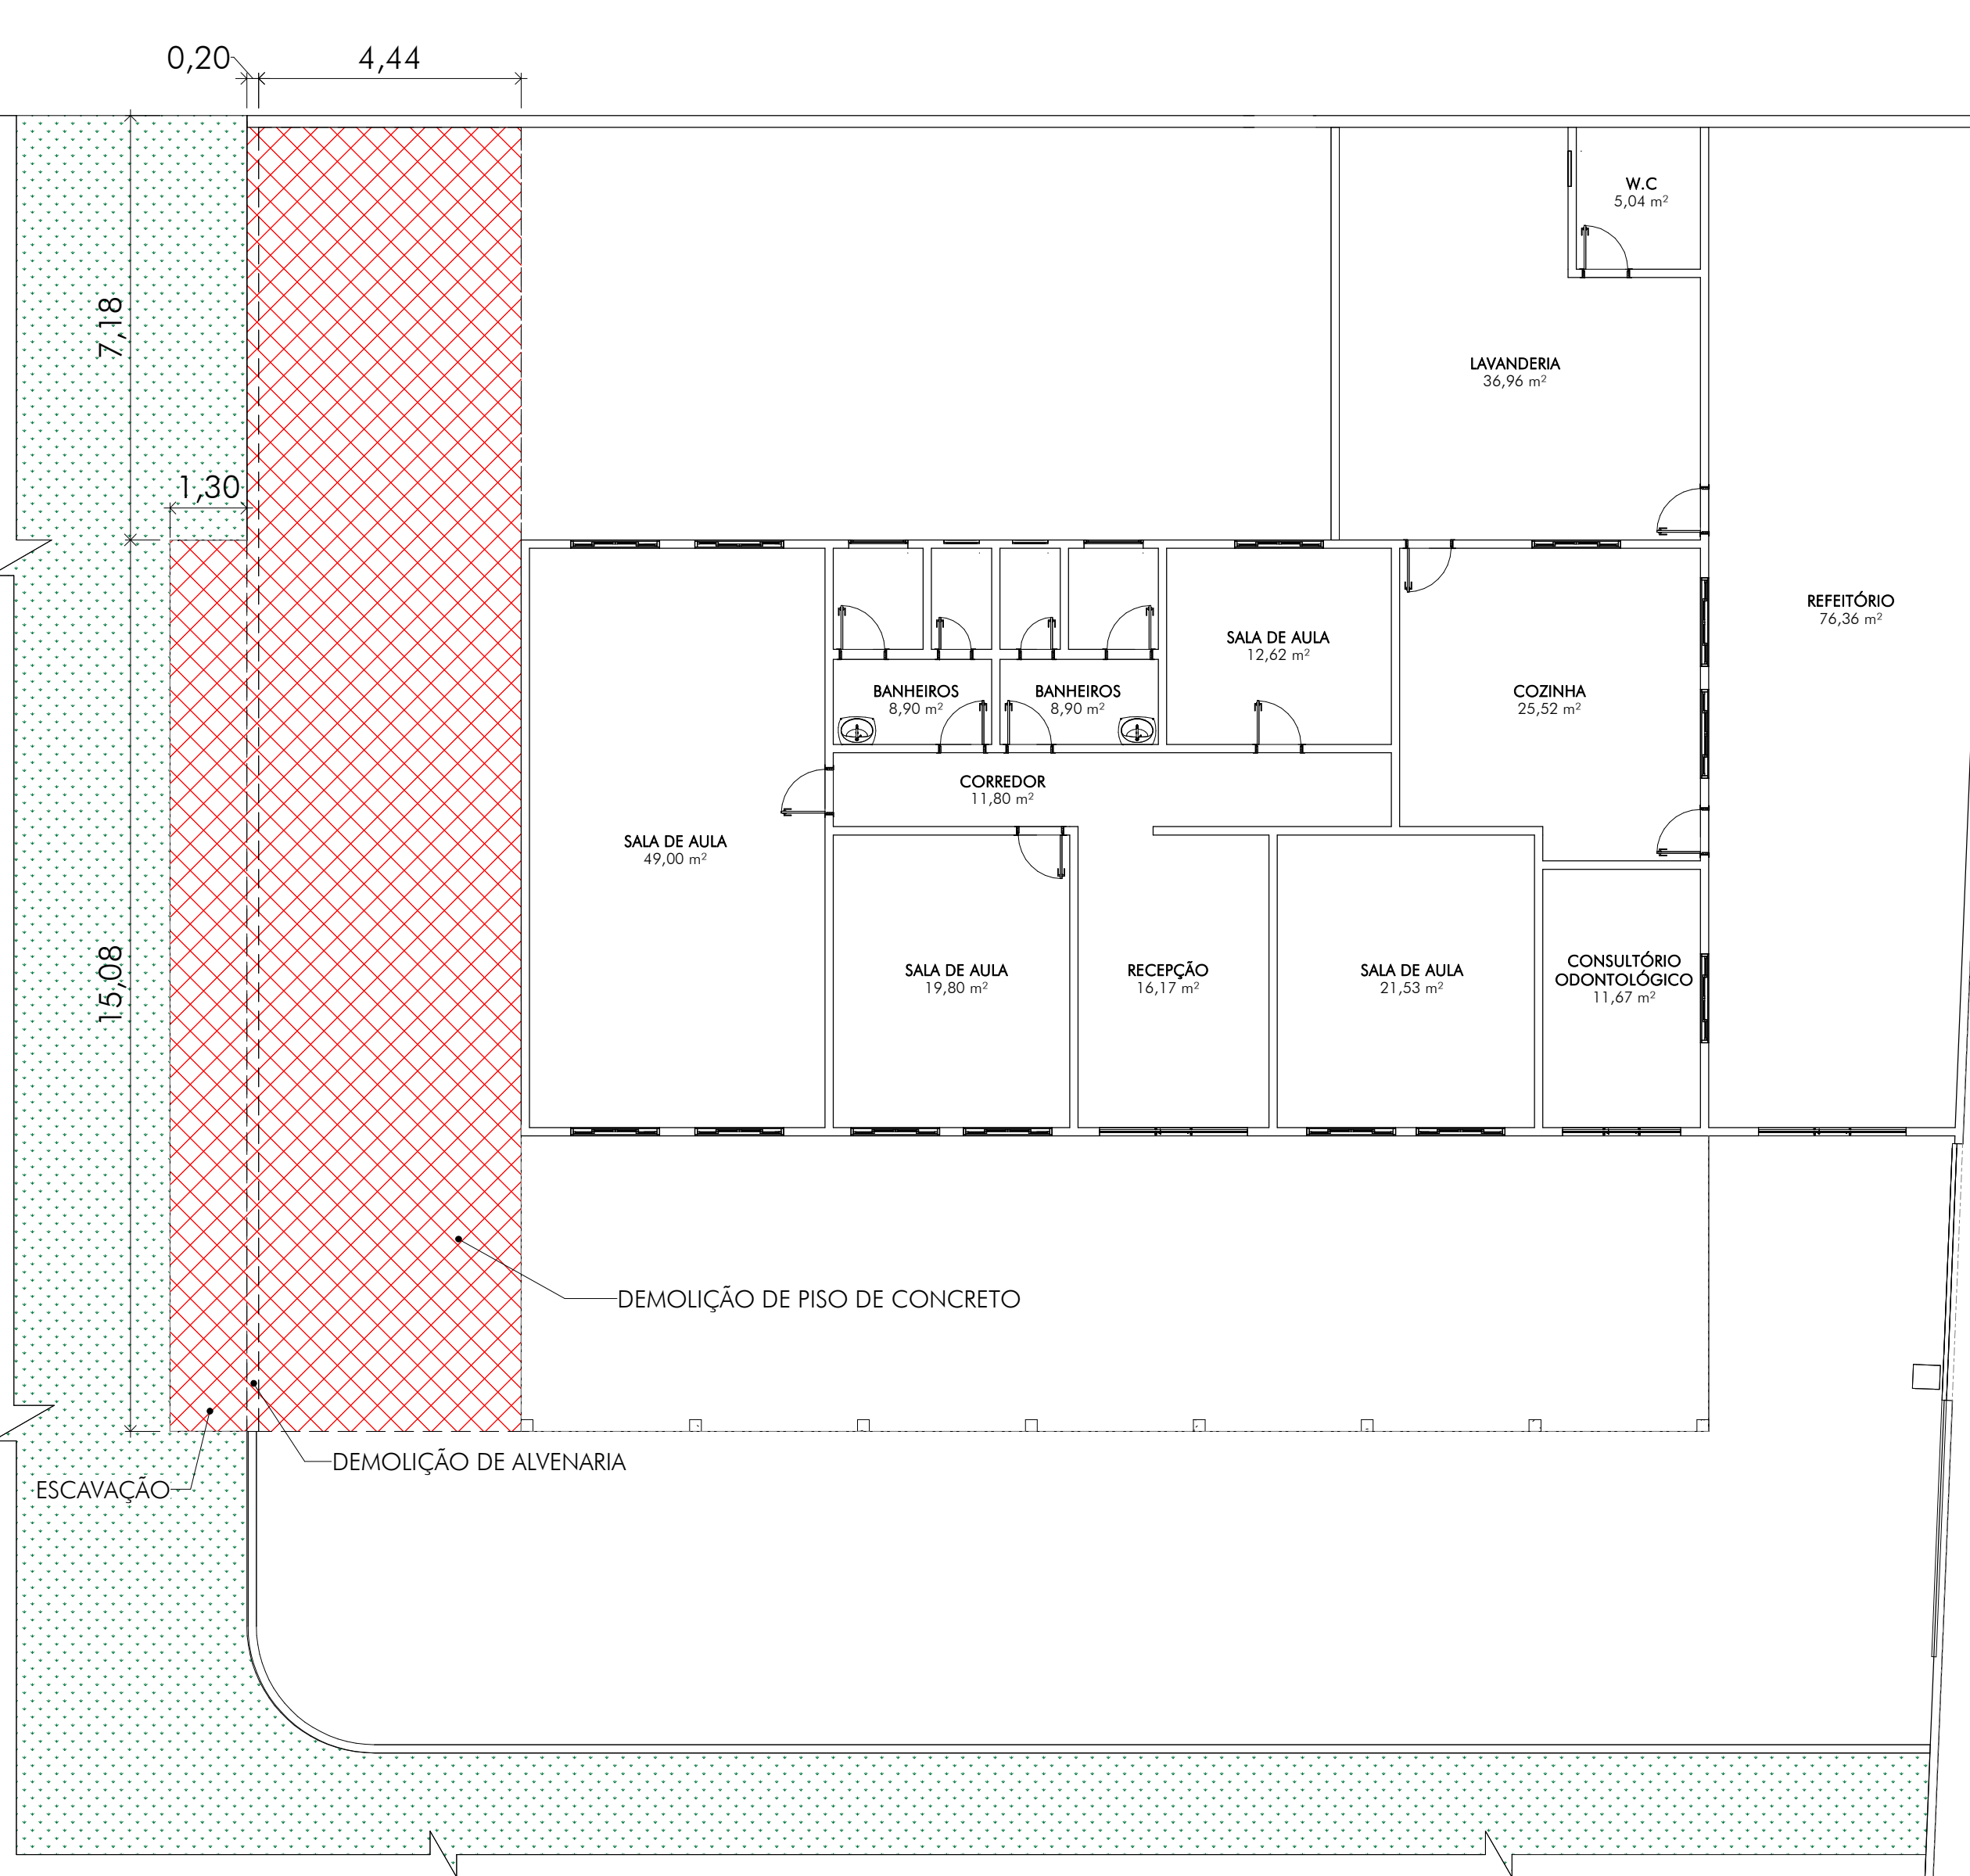 0,20
4,44
W.C
5,04 m²
7,18
LAVANDERIA
36,96 m²
1,30
REFEITÓRIO
76,36 m²
SALA DE AULA
12,62 m²
BANHEIROS
8,90 m²
BANHEIROS
8,90 m²
COZINHA
25,52 m²
CORREDOR
11,80 m²
SALA DE AULA
49,00 m²
15,08
SALA DE AULA
19,80 m²
RECEPÇÃO
16,17 m²
SALA DE AULA
21,53 m²
CONSULTÓRIO
ODONTOLÓGICO
11,67 m²
DEMOLIÇÃO DE PISO DE CONCRETO
DEMOLIÇÃO DE ALVENARIA
ESCAVAÇÃO